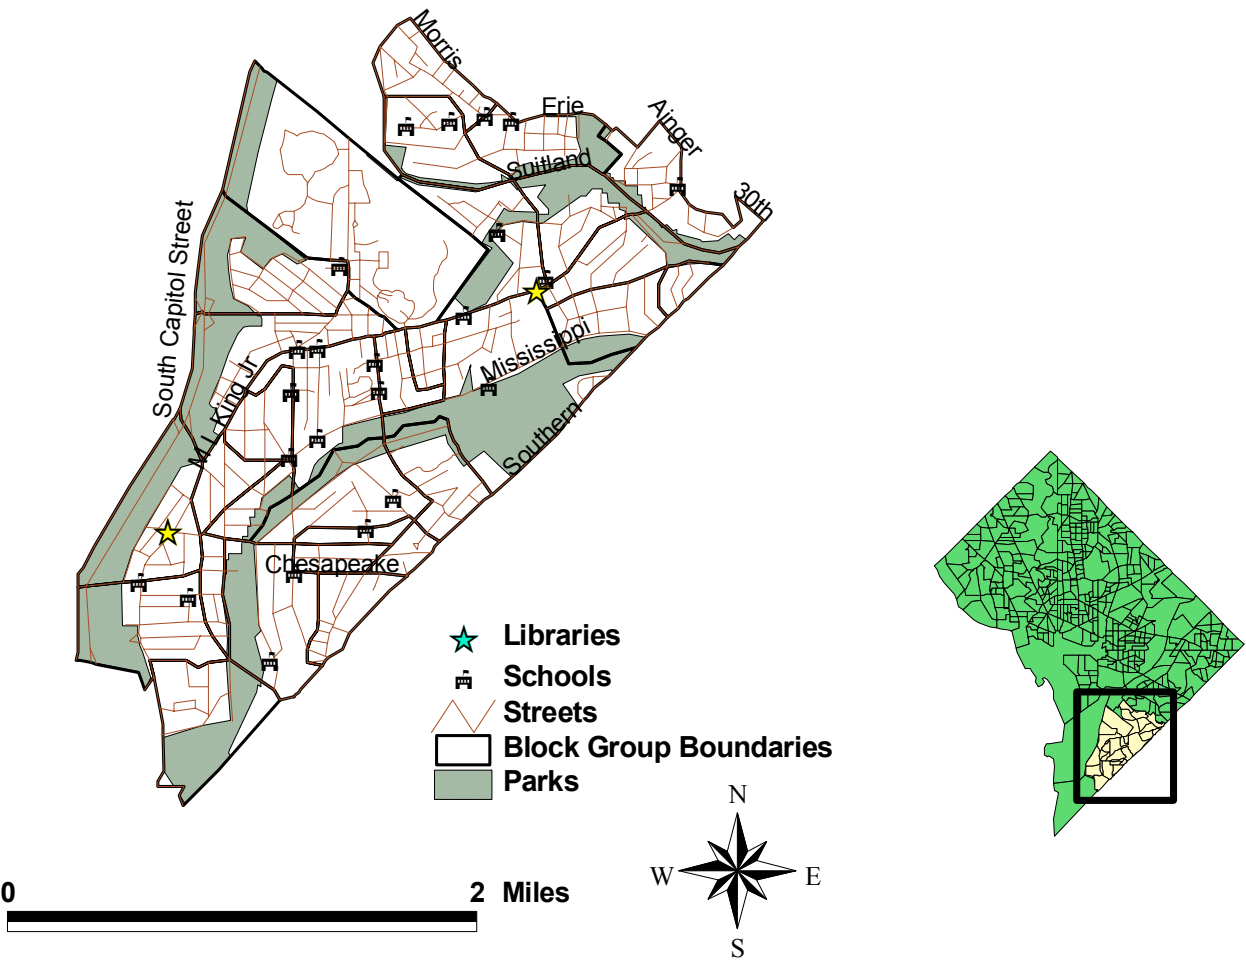 Morris
Erie
Ainger
Suitland
30th
South Capitol Street
Mississippi
M.L. King Jr
Southern
Chesapeake
Libraries
Schools
Streets
Block Group Boundaries
Parks
N
W E
S
0 2 Miles